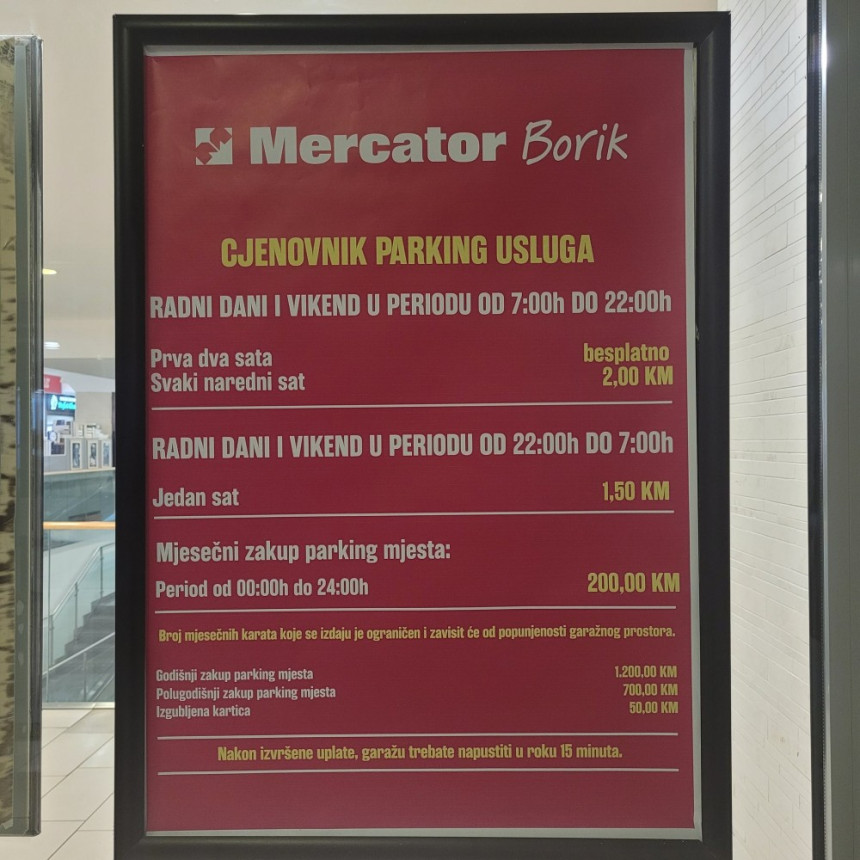 Mercator Borik
CJENOVNIK PARKING USLUGA
RADNI DANI I VIKEND U PERIODU OD 7:00h DO 22:00h
Prva dva sata besplatno
Svaki naredni sat 2,00 KM
RADNI DANI I VIKEND U PERIODU OD 22:00h DO 7:00h
Jedan sat 1,50 KM
Mjesečni zakup parking mjesta:
Period od 00:00h do 24:00h 200,00 KM
Broj mjesečnih karata koje se izdaju je ograničen i zavisit će od popunjenosti garažnog prostora.
Godišnji zakup parking mjesta 1.200,00 KM
Polugodišnji zakup parking mjesta 700,00 KM
Izgubljena kartica 50,00 KM
Nakon izvršene uplate, garažu trebate napustiti u roku 15 minuta.